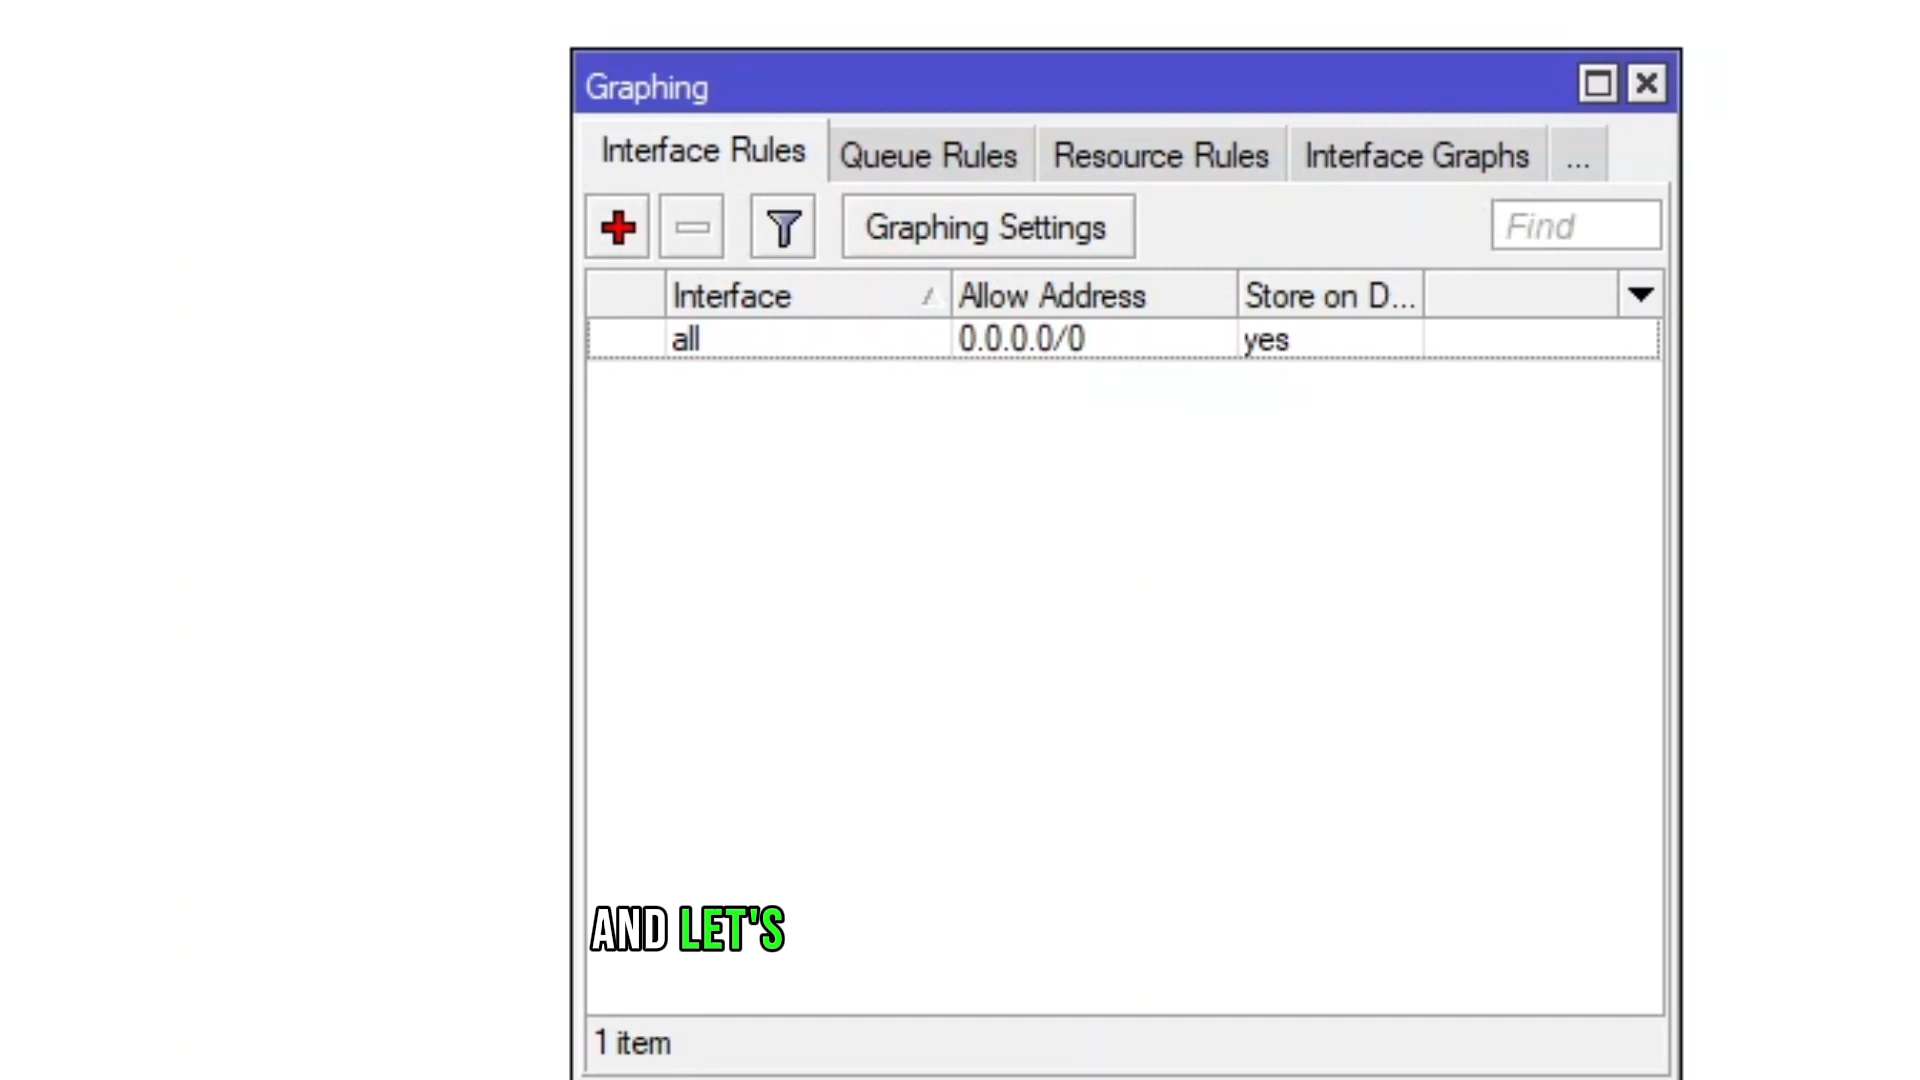 Graphing
Interface Rules Queue Rules Resource Rules Interface Graphs ...
Graphing Settings Find
Interface Allow Address Store on D...
all 0.0.0.0/0 yes
AND LET'S
1 item